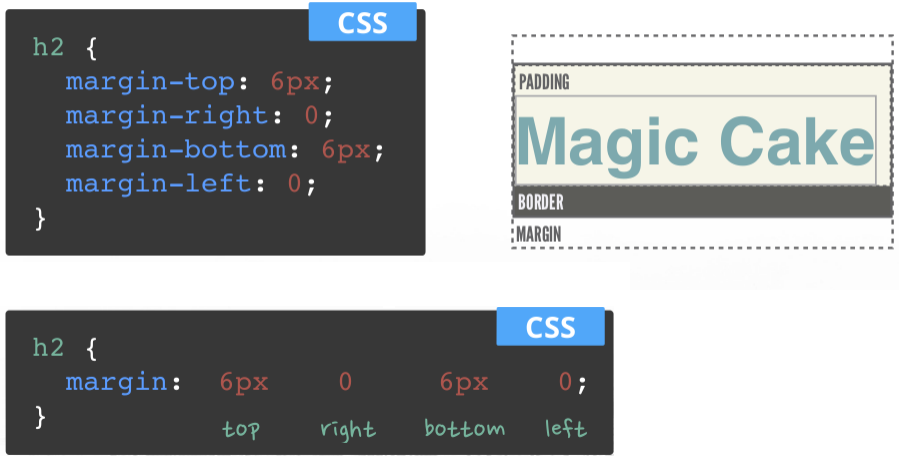 CSS
h2 {
margin-top: 6px;
margin-right: 0;
margin-bottom: 6px;
margin-left: 0;
}
PADDING
Magic Cake
BORDER
MARGIN
CSS
h2 {
margin: 6px 0 6px 0;
}
top right bottom left